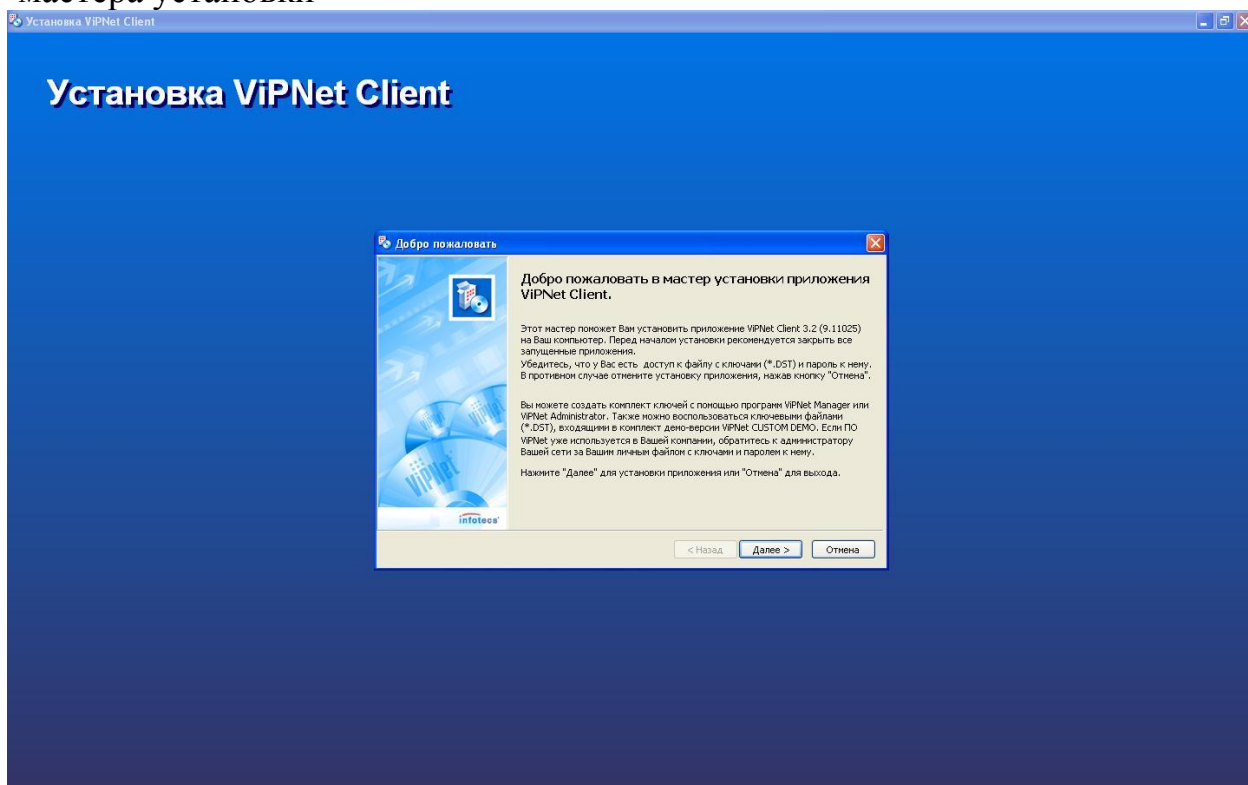 мастера установки
Установка ViPNet Client
Установка ViPNet Client
Добро пожаловать
Добро пожаловать в мастер установки приложения
ViPNet Client.
Этот мастер поможет Вам установить приложение ViPNet Client 3.2 (9.11025)
на Ваш компьютер. Перед началом установки рекомендуется закрыть все
запущенные приложения.
Убедитесь, что у Вас есть доступ к файлу с ключами (*.DST) и пароль к нему.
В противном случае отмените установку приложения, нажав кнопку "Отмена".
Вы можете создать комплект ключей с помощью программ ViPNet Manager или
ViPNet Administrator. Также можно воспользоваться ключевыми файлами
(*.DST), входящими в комплект демо-версии ViPNet CUSTOM DEMO. Если ПО
ViPNet уже используется в Вашей компании, обратитесь к администратору
Вашей сети за Вашим личным файлом с ключами и паролем к нему.
Нажмите "Далее" для установки приложения или "Отмена" для выхода.
ViPNet
infotecs
< Назад
Далее >
Отмена